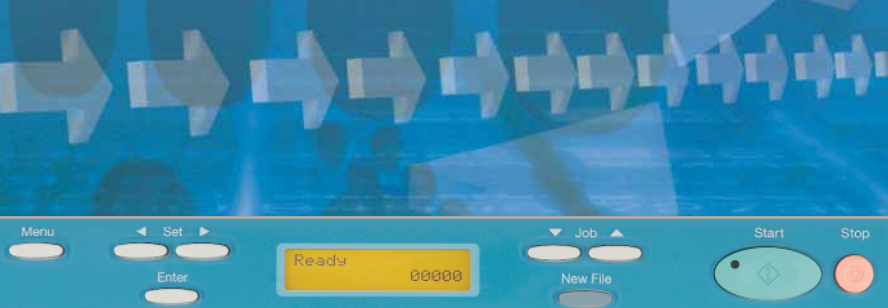 Menu
Set
Enter
Ready
00000
Job
New File
Start
Stop